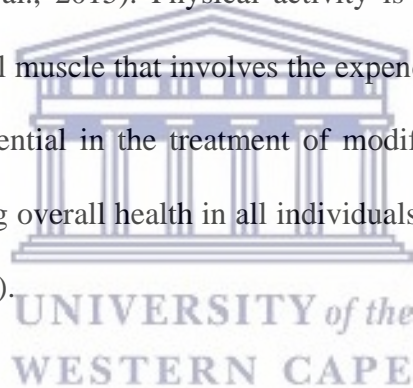 al., 2015). Physical activity is
l muscle that involves the expen
ential in the treatment of modif
g overall health in all individuals
).
UNIVERSITY of the
WESTERN CAPE